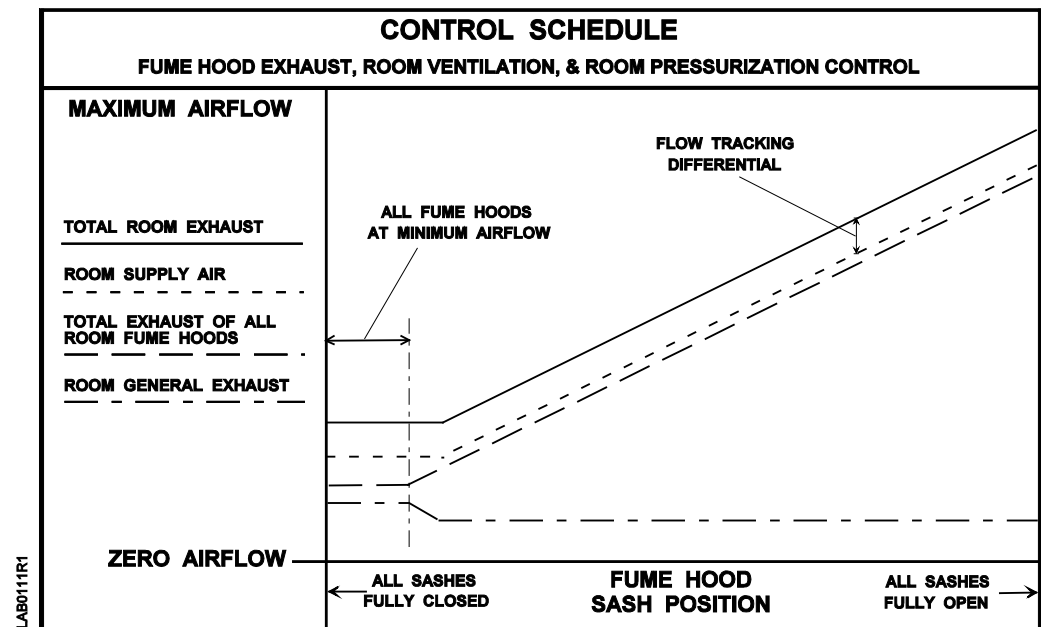 CONTROL SCHEDULE
FUME HOOD EXHAUST, ROOM VENTILATION, & ROOM PRESSURIZATION CONTROL
MAXIMUM AIRFLOW
TOTAL ROOM EXHAUST
ROOM SUPPLY AIR
TOTAL EXHAUST OF ALL
ROOM FUME HOODS
ROOM GENERAL EXHAUST
ALL FUME HOODS
AT MINIMUM AIRFLOW
FLOW TRACKING
DIFFERENTIAL
ZERO AIRFLOW
ALL SASHES
FULLY CLOSED
FUME HOOD
SASH POSITION
ALL SASHES
FULLY OPEN
LAB0111R1